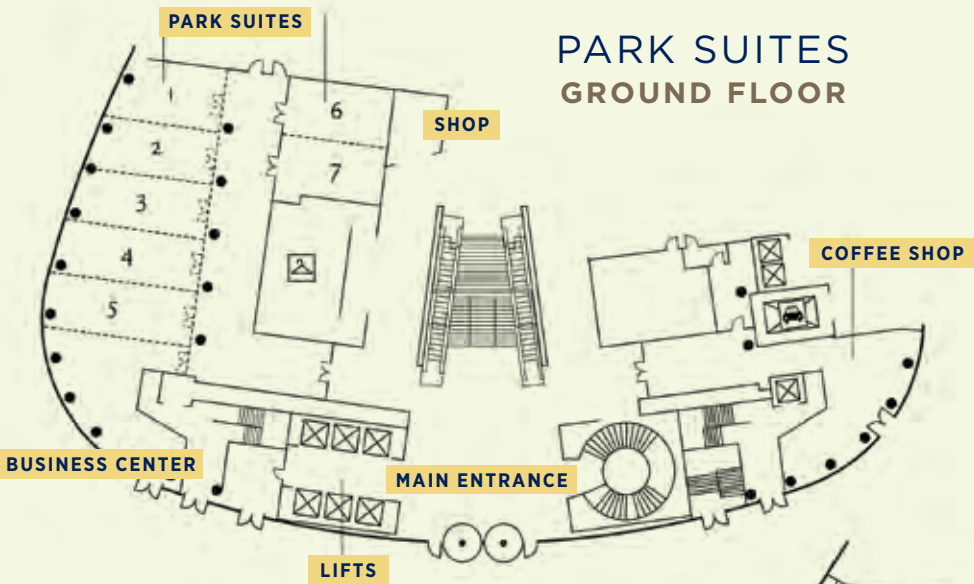 PARK SUITES
PARK SUITES
GROUND FLOOR
1
6
SHOP
2
7
3
4
COFFEE SHOP
5
BUSINESS CENTER
MAIN ENTRANCE
LIFTS